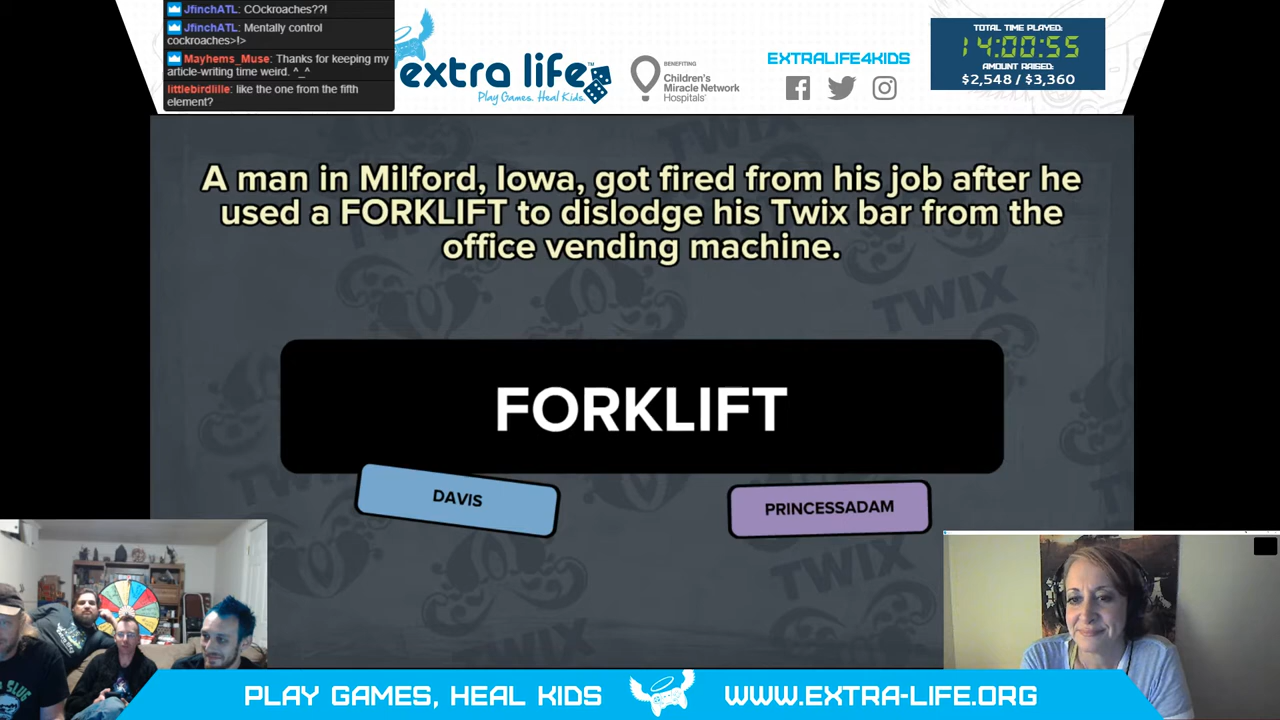 JfinchATL: COckroaches??!
JfinchATL: Mentally control
cockroaches>!>
Mayhems_Muse: Thanks for keeping my
article-writing time weird. ^_^
littlebirdlille: like the one from the fifth
element?
extra life
Play Games. Heal Kids.
BENEFITING
Children's
Miracle Network
Hospitals
EXTRALIFE4KIDS
TOTAL TIME PLAYED:
14:00:55
AMOUNT RAISED:
$2,548 / $3,360
A man in Milford, Iowa, got fired from his job after he
used a FORKLIFT to dislodge his Twix bar from the
office vending machine.
FORKLIFT
DAVIS
PRINCESSADAM
TWIX
TWIX
TWIX
TWIX
PLAY GAMES, HEAL KIDS
WWW.EXTRA-LIFE.ORG